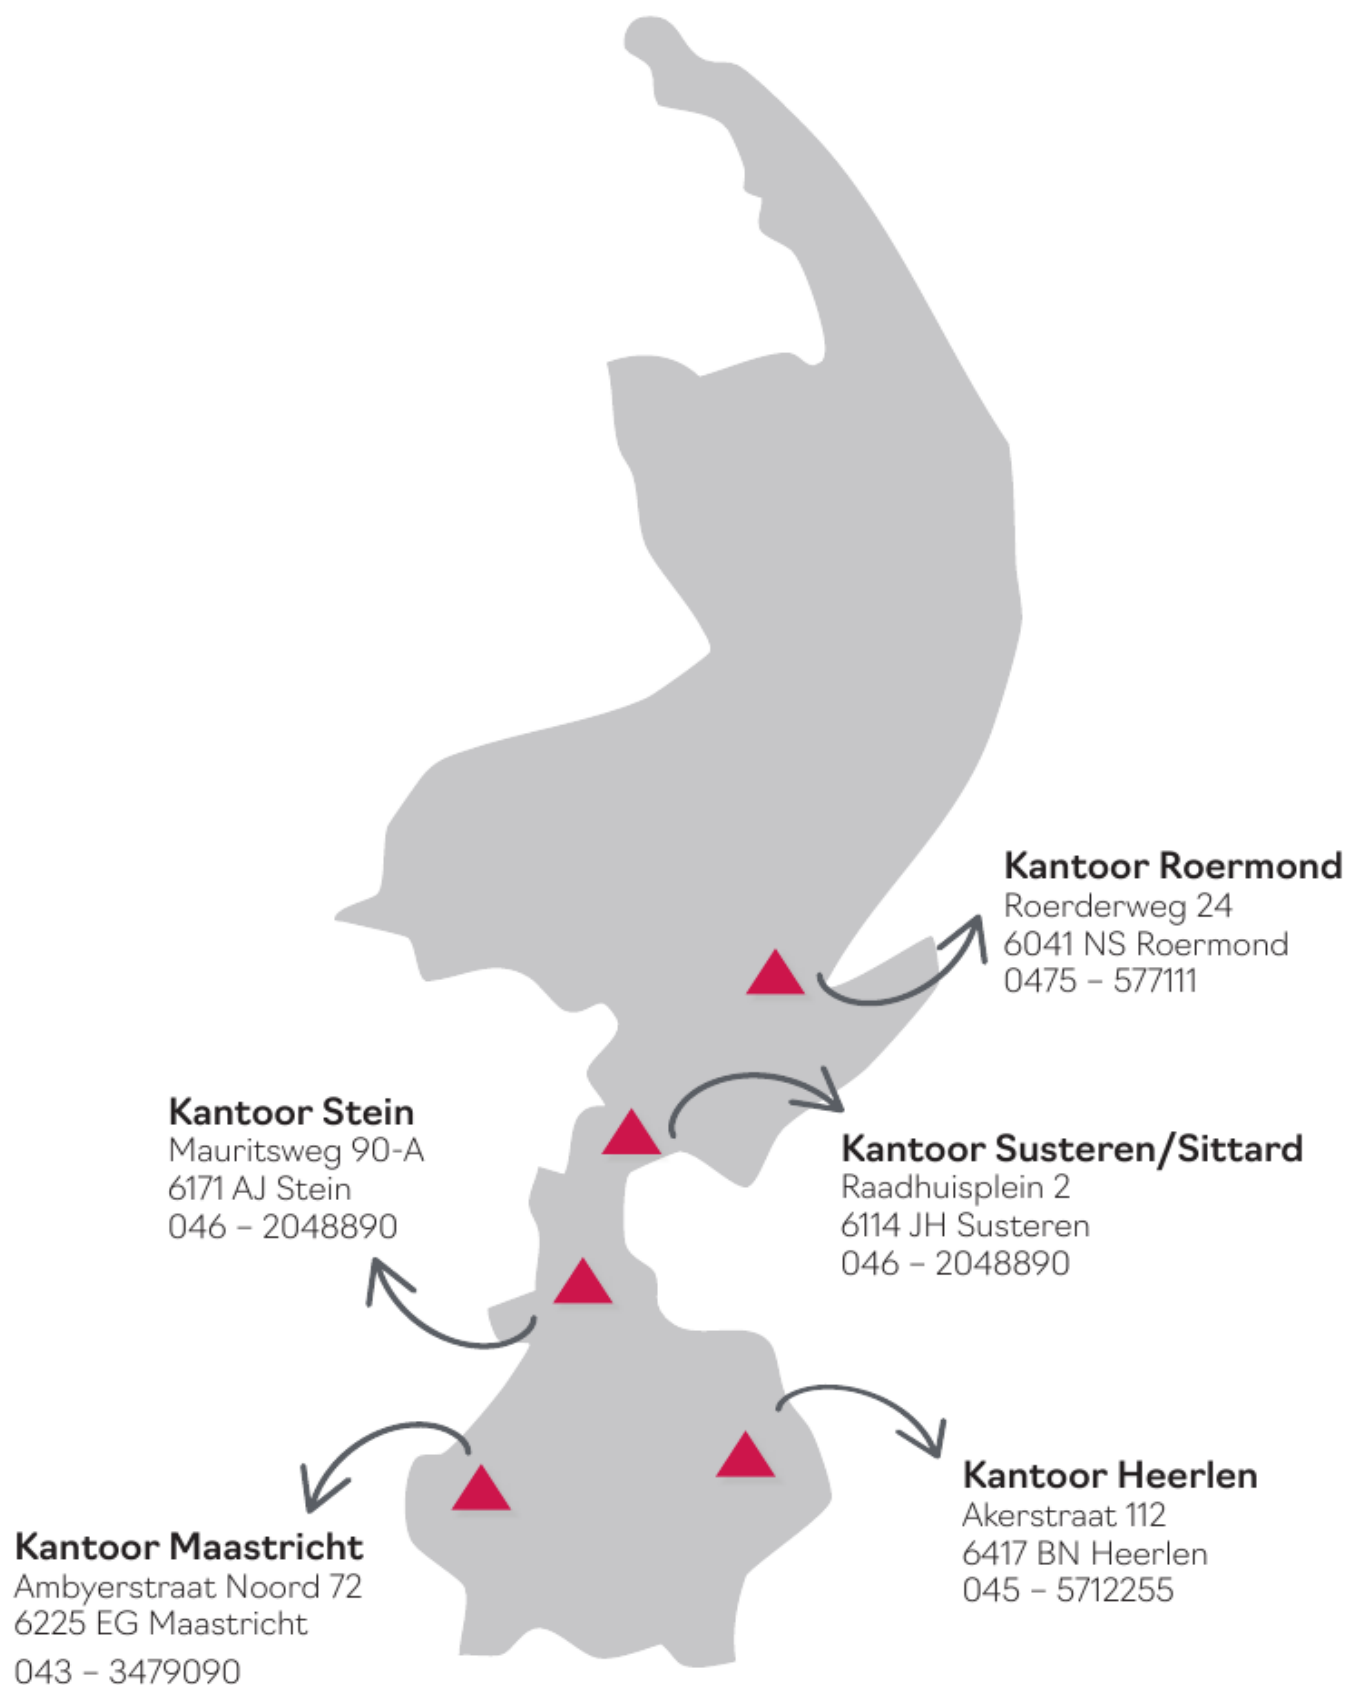 Kantoor Roermond
Roerderweg 24
6041 NS Roermond
0475 – 577111
Kantoor Stein
Mauritsweg 90-A
6171 AJ Stein
046 – 2048890
Kantoor Susteren/Sittard
Raadhuisplein 2
6114 JH Susteren
046 – 2048890
Kantoor Heerlen
Akerstraat 112
6417 BN Heerlen
045 – 5712255
Kantoor Maastricht
Ambyerstraat Noord 72
6225 EG Maastricht
043 – 3479090